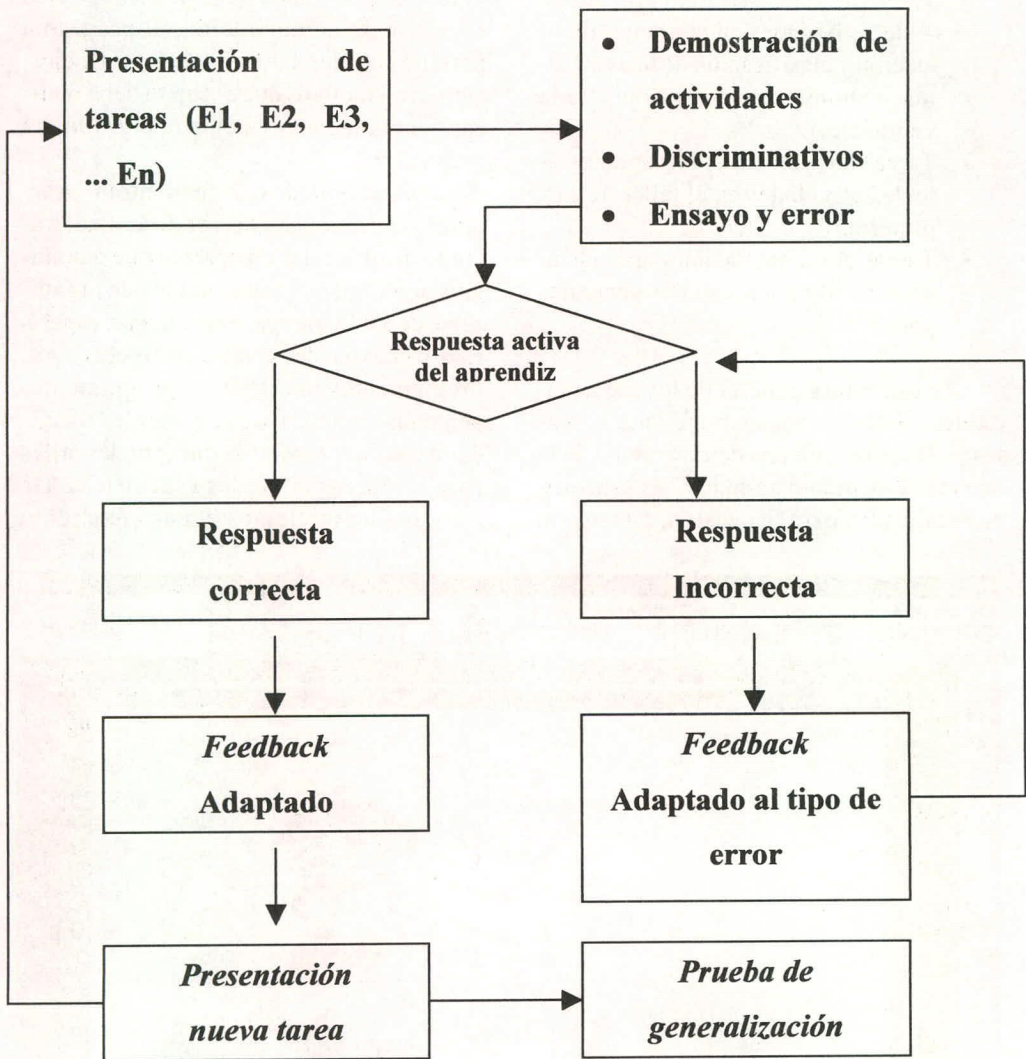 Presentación de
tareas (E1, E2, E3,
... En)
• Demostración de
actividades
• Discriminativos
• Ensayo y error
Respuesta activa
del aprendiz
Respuesta
correcta
Respuesta
Incorrecta
Feedback
Adaptado
Feedback
Adaptado al tipo de
error
Presentación
nueva tarea
Prueba de
generalización